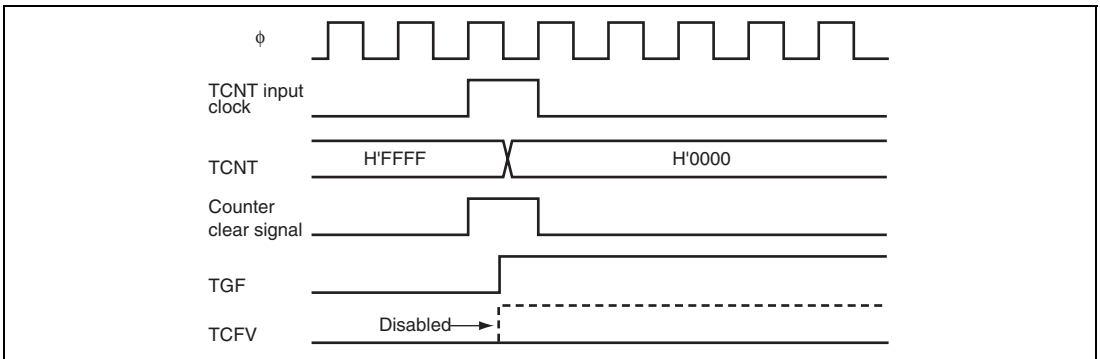 φ
TCNT input
clock
TCNT
H'FFFF
H'0000
Counter
clear signal
TGF
Disabled
TCFV